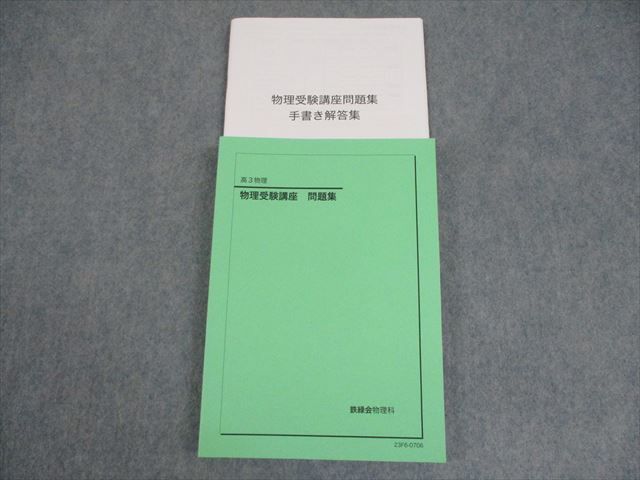 物理受験講座問題集
手書き解答集
高3物理
物理受験講座 問題集
鉄緑会物理科
23F6-0706